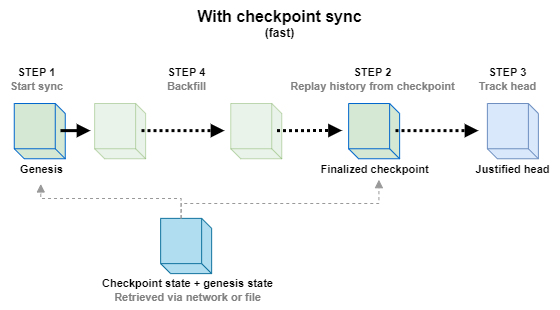 With checkpoint sync
(fast)
STEP 1
Start sync
STEP 4
Backfill
STEP 2
Replay history from checkpoint
STEP 3
Track head
Genesis
Finalized checkpoint
Justified head
Checkpoint state + genesis state
Retrieved via network or file